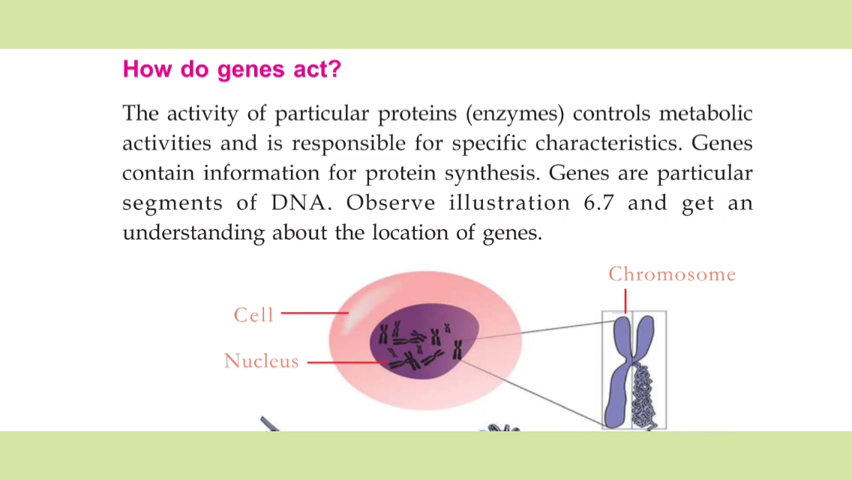 How do genes act?
The activity of particular proteins (enzymes) controls metabolic
activities and is responsible for specific characteristics. Genes
contain information for protein synthesis. Genes are particular
segments of DNA. Observe illustration 6.7 and get an
understanding about the location of genes.
Chromosome
Cell
Nucleus